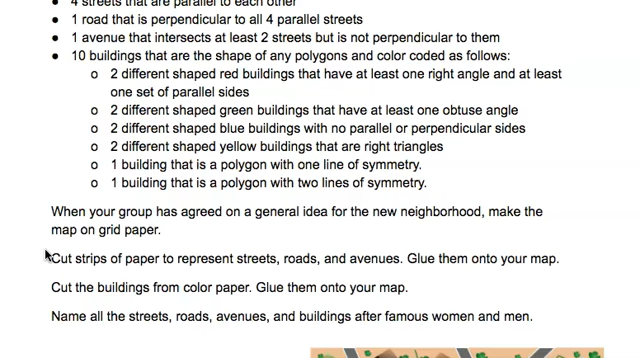 ● 4 streets that are parallel to each other
● 1 road that is perpendicular to all 4 parallel streets
● 1 avenue that intersects at least 2 streets but is not perpendicular to them
● 10 buildings that are the shape of any polygons and color coded as follows:
o 2 different shaped red buildings that have at least one right angle and at least
one set of parallel sides
o 2 different shaped green buildings that have at least one obtuse angle
o 2 different shaped blue buildings with no parallel or perpendicular sides
o 2 different shaped yellow buildings that are right triangles
o 1 building that is a polygon with one line of symmetry.
o 1 building that is a polygon with two lines of symmetry.
When your group has agreed on a general idea for the new neighborhood, make the
map on grid paper.
Cut strips of paper to represent streets, roads, and avenues. Glue them onto your map.
Cut the buildings from color paper. Glue them onto your map.
Name all the streets, roads, avenues, and buildings after famous women and men.